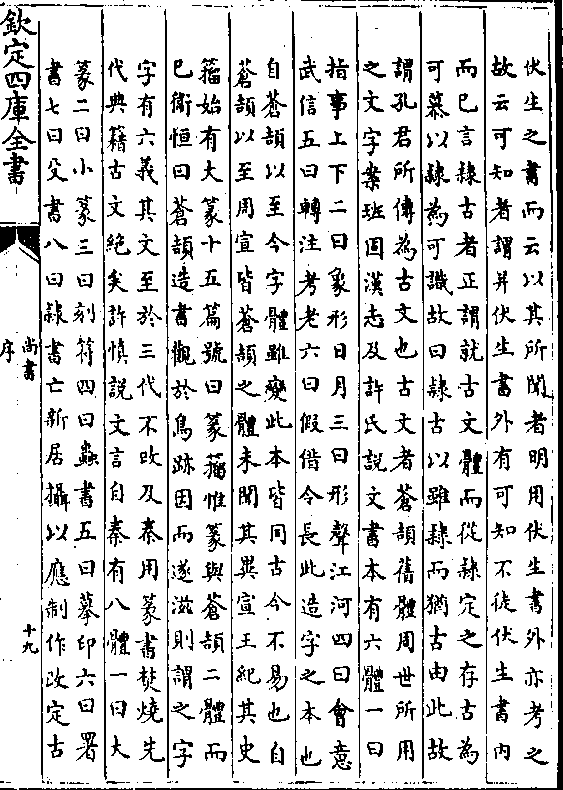 伏生之書而云以其所聞者明用伏生書外亦考之
故云可知者謂并伏生書外有可知不徒伏生書内
而已言隷古者正謂就古文體而從隷定之存古為
可慕以隷為可識故曰隷古以雖隷而猶古由此故
謂孔君所傳為古文也古文者蒼頡舊體周世所用
之文字案班固漢志及許氏説文書本有六體一曰
指事上下二曰象形日月三曰形聲江河四曰會意
武信五曰轉注考老六曰假借令長此造字之本也
自蒼頡以至今字體雖變此本皆同古今不易也自
蒼頡以至周宣皆蒼頡之體未聞其異宣王紀其史
籀始有大篆十五篇號曰篆籀惟篆與蒼頡二體而
已衛恒曰蒼頡造書觀於鳥跡因而遂滋則謂之字
字有六義其文至於三代不改及秦用篆書焚燒先
代典籍古文絶矣許慎說文言自秦有八體一曰大
篆二曰小篆三曰刻符四曰蟲書五曰摹印六曰署
書七曰殳書八曰隷書亡新居攝以應制作改定古
欽定四庫全書
尚書
序
十九